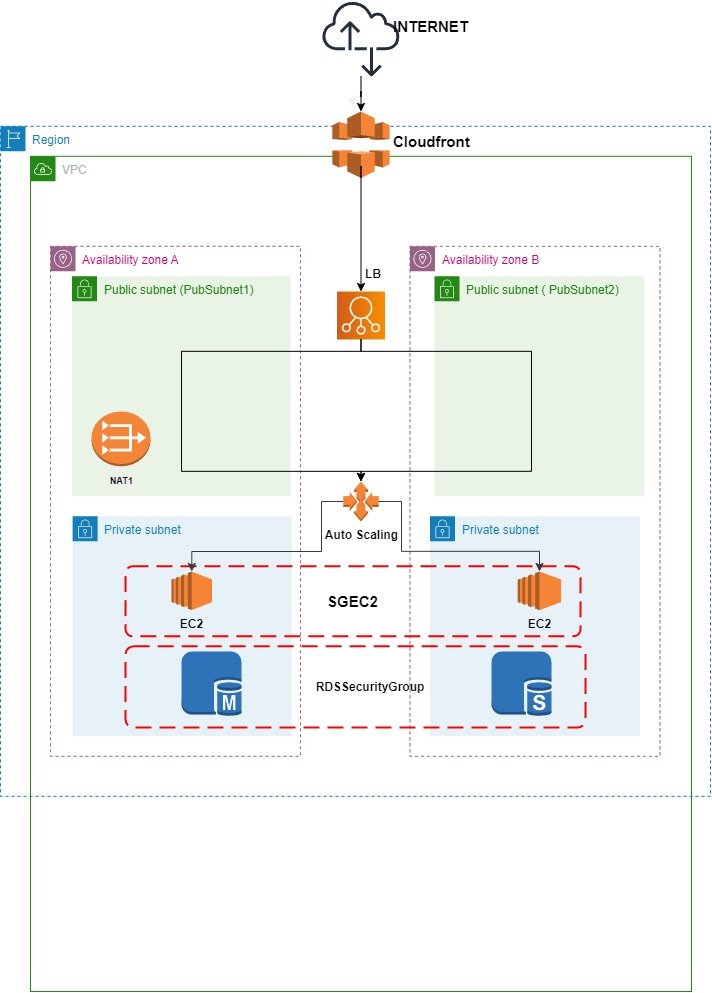 INTERNET
Region
Cloudfront
VPC
Availability zone A
Availability zone B
LB
Public subnet (PubSubnet1)
Public subnet ( PubSubnet2)
NAT1
Auto Scaling
Private subnet
Private subnet
SGEC2
EC2
EC2
RDSSecurityGroup
M
S